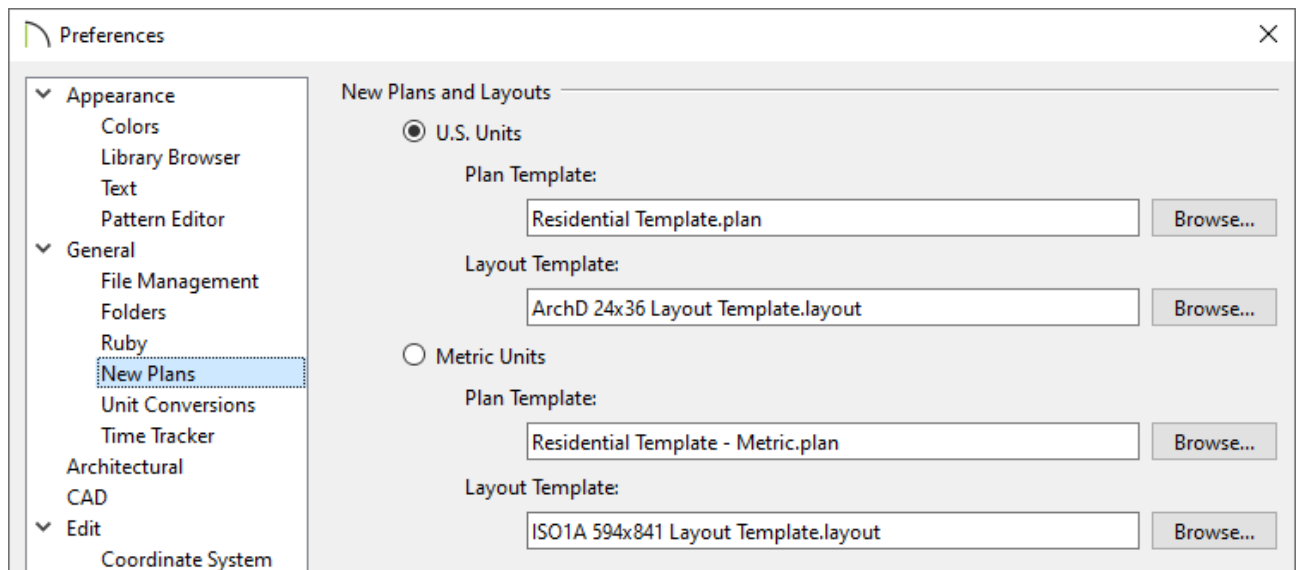 Preferences
Appearance
Colors
Library Browser
Text
Pattern Editor
General
File Management
Folders
Ruby
New Plans
Unit Conversions
Time Tracker
Architectural
CAD
Edit
Coordinate System
New Plans and Layouts
U.S. Units
Plan Template:
Residential Template.plan Browse...
Layout Template:
ArchD 24x36 Layout Template.layout Browse...
Metric Units
Plan Template:
Residential Template - Metric.plan Browse...
Layout Template:
ISO1A 594x841 Layout Template.layout Browse...